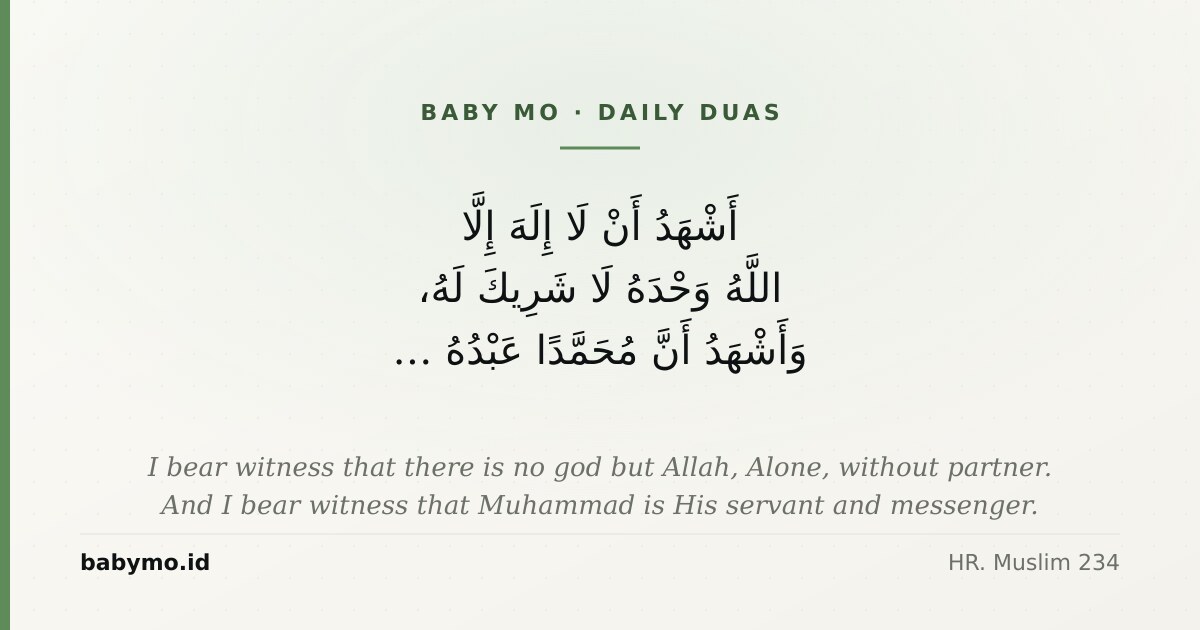 BABY MO · DAILY DUAS
أَشْهَدُ أَنْ لَا إِلَهَ إِلَّا
اللَّهُ وَحْدَهُ لَا شَرِيكَ لَهُ،
وَأَشْهَدُ أَنَّ مُحَمَّدًا عَبْدُهُ ...
I bear witness that there is no god but Allah, Alone, without partner.
And I bear witness that Muhammad is His servant and messenger.
babymo.id
HR. Muslim 234